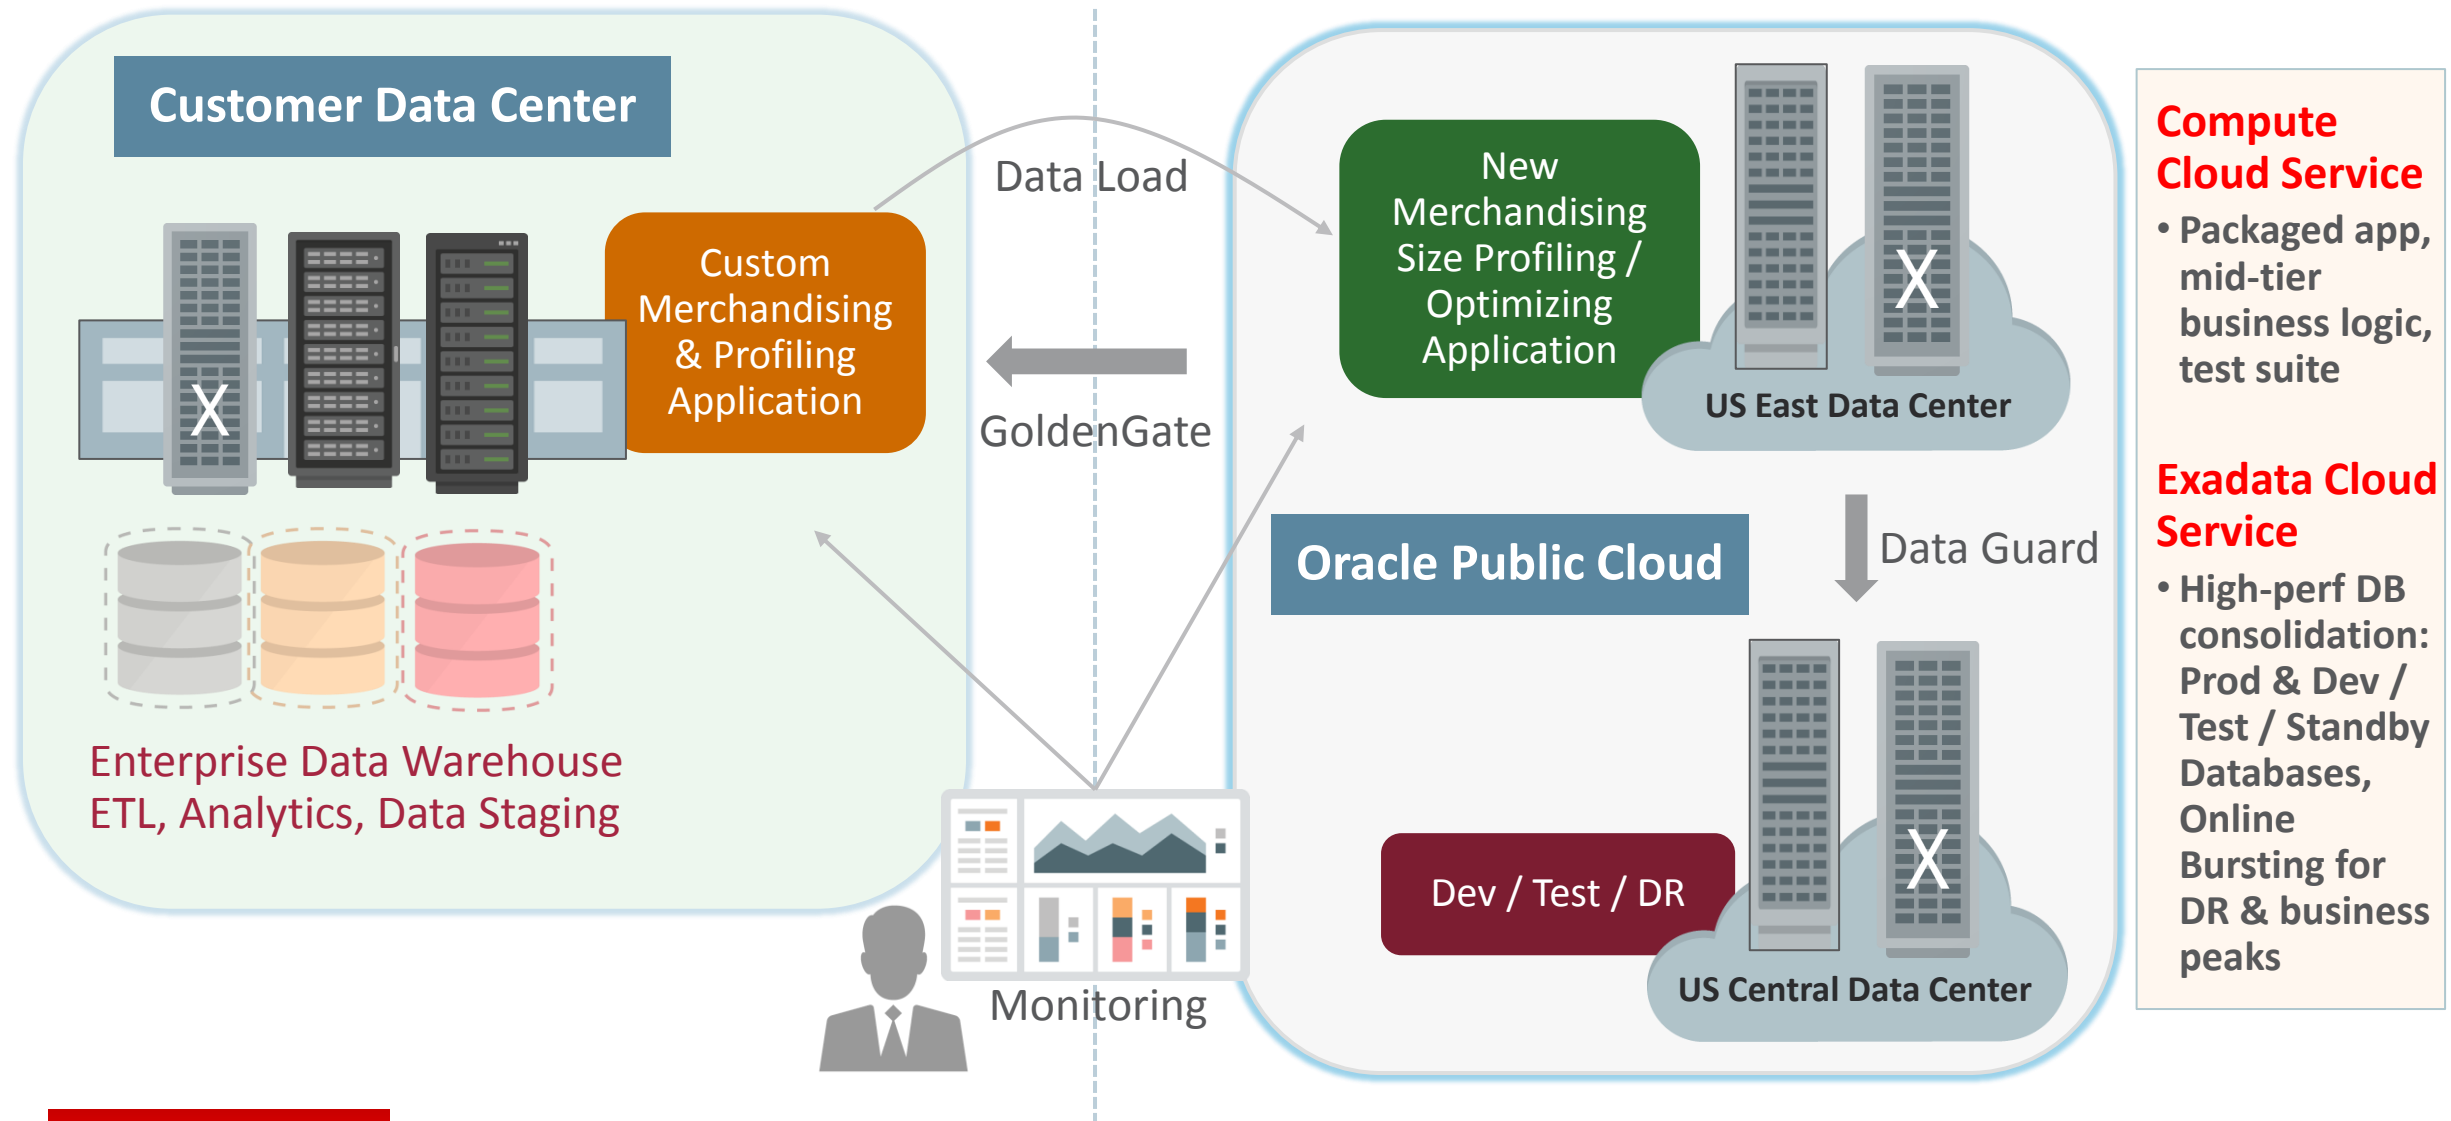 Customer Data Center
Custom
Merchandising
& Profiling
Application
X
Enterprise Data Warehouse
ETL, Analytics, Data Staging
Data Load
GoldenGate
Monitoring
New
Merchandising
Size Profiling /
Optimizing
Application
X
US East Data Center
Oracle Public Cloud
Data Guard
Dev / Test / DR
X
US Central Data Center
Compute
Cloud Service
• Packaged app,
mid-tier
business logic,
test suite
Exadata Cloud
Service
• High-perf DB
consolidation:
Prod & Dev /
Test / Standby
Databases,
Online
Bursting for
DR & business
peaks